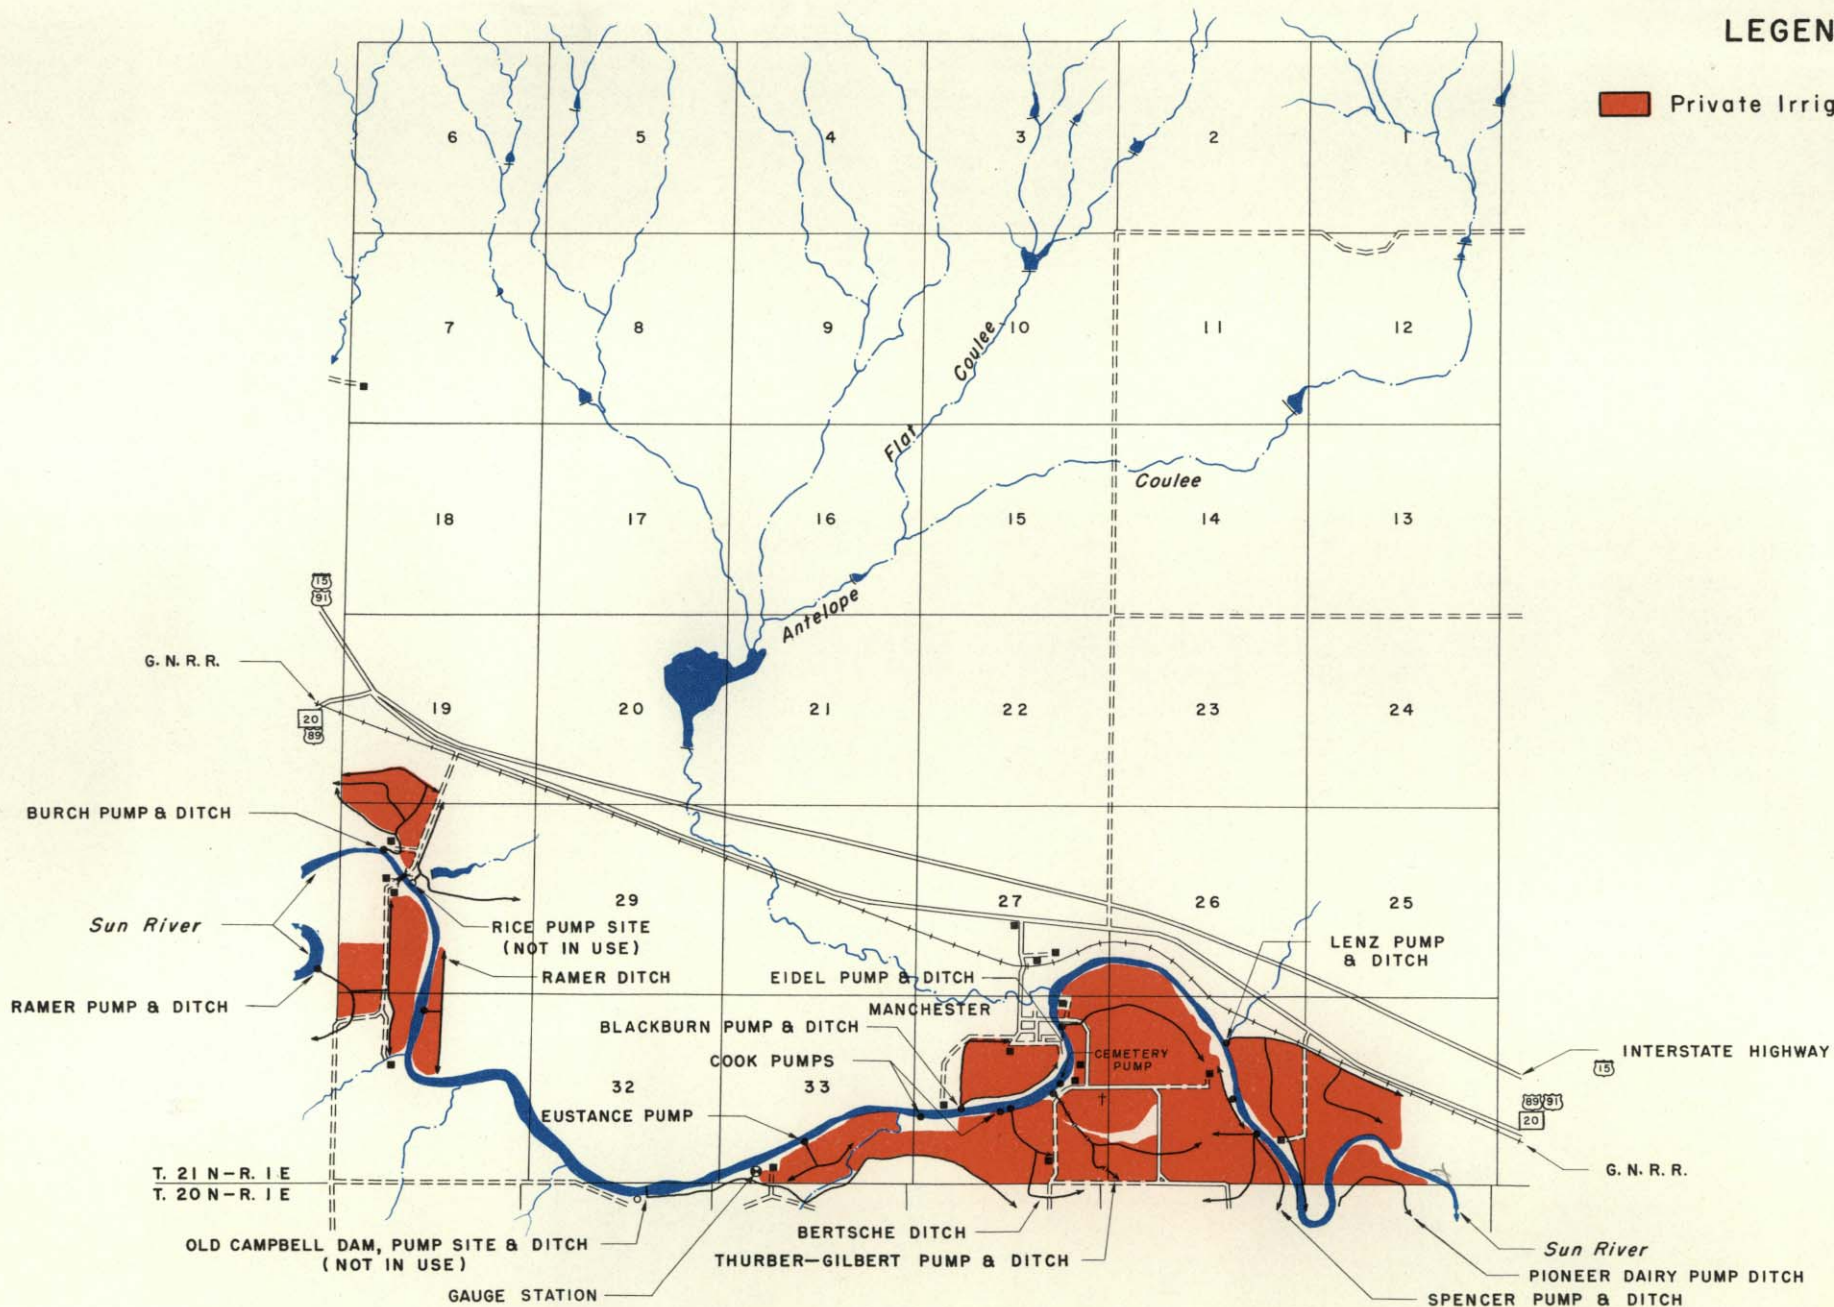 LEGEN
Private Irrig
6 5 4 3 2 1
7 8 9 10 11 12
Flat Coulee
18 17 16 15 14 13
Antelope Coulee
15
91
G. N. R. R.
20
89
19 20 21 22 23 24
BURCH PUMP & DITCH
Sun River
29 27 26 25
RICE PUMP SITE
(NOT IN USE)
RAMER DITCH
RAMER PUMP & DITCH
EIDEL PUMP & DITCH
LENZ PUMP
& DITCH
MANCHESTER
BLACKBURN PUMP & DITCH
COOK PUMPS
CEMETERY
PUMP
INTERSTATE HIGHWAY
15
32 33
EUSTANCE PUMP
89 91
20
G. N. R. R.
T. 21 N-R. 1 E
T. 20 N-R. 1 E
OLD CAMPBELL DAM, PUMP SITE & DITCH
(NOT IN USE)
GAUGE STATION
BERTSCHE DITCH
THURBER-GILBERT PUMP & DITCH
Sun River
PIONEER DAIRY PUMP DITCH
SPENCER PUMP & DITCH